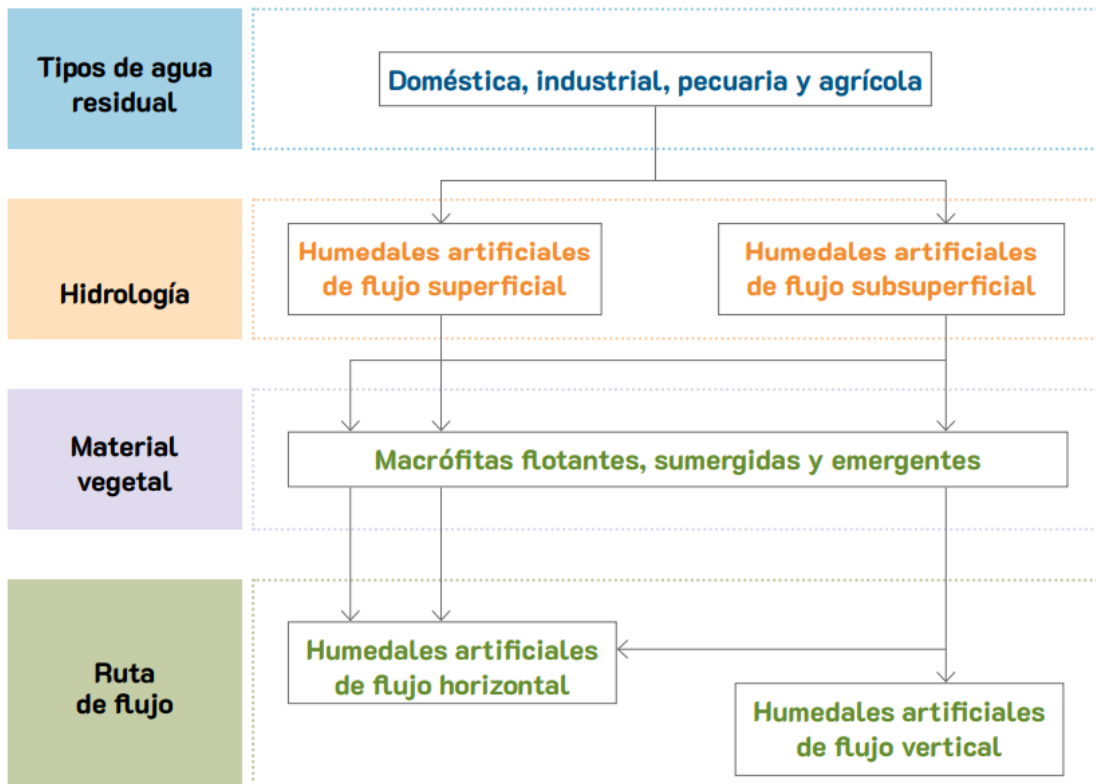 Tipos de agua
residual
Doméstica, industrial, pecuaria y agrícola
Hidrología
Humedales artificiales
de flujo superficial
Humedales artificiales
de flujo subsuperficial
Material
vegetal
Macrófitas flotantes, sumergidas y emergentes
Ruta
de flujo
Humedales artificiales
de flujo horizontal
Humedales artificiales
de flujo vertical